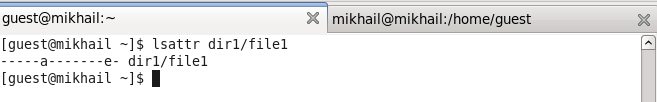 guest@mikhail:~
mikhail@mikhail:/home/guest
[guest@mikhail ~]$ lsattr dir1/file1
-----a-------e- dir1/file1
[guest@mikhail ~]$